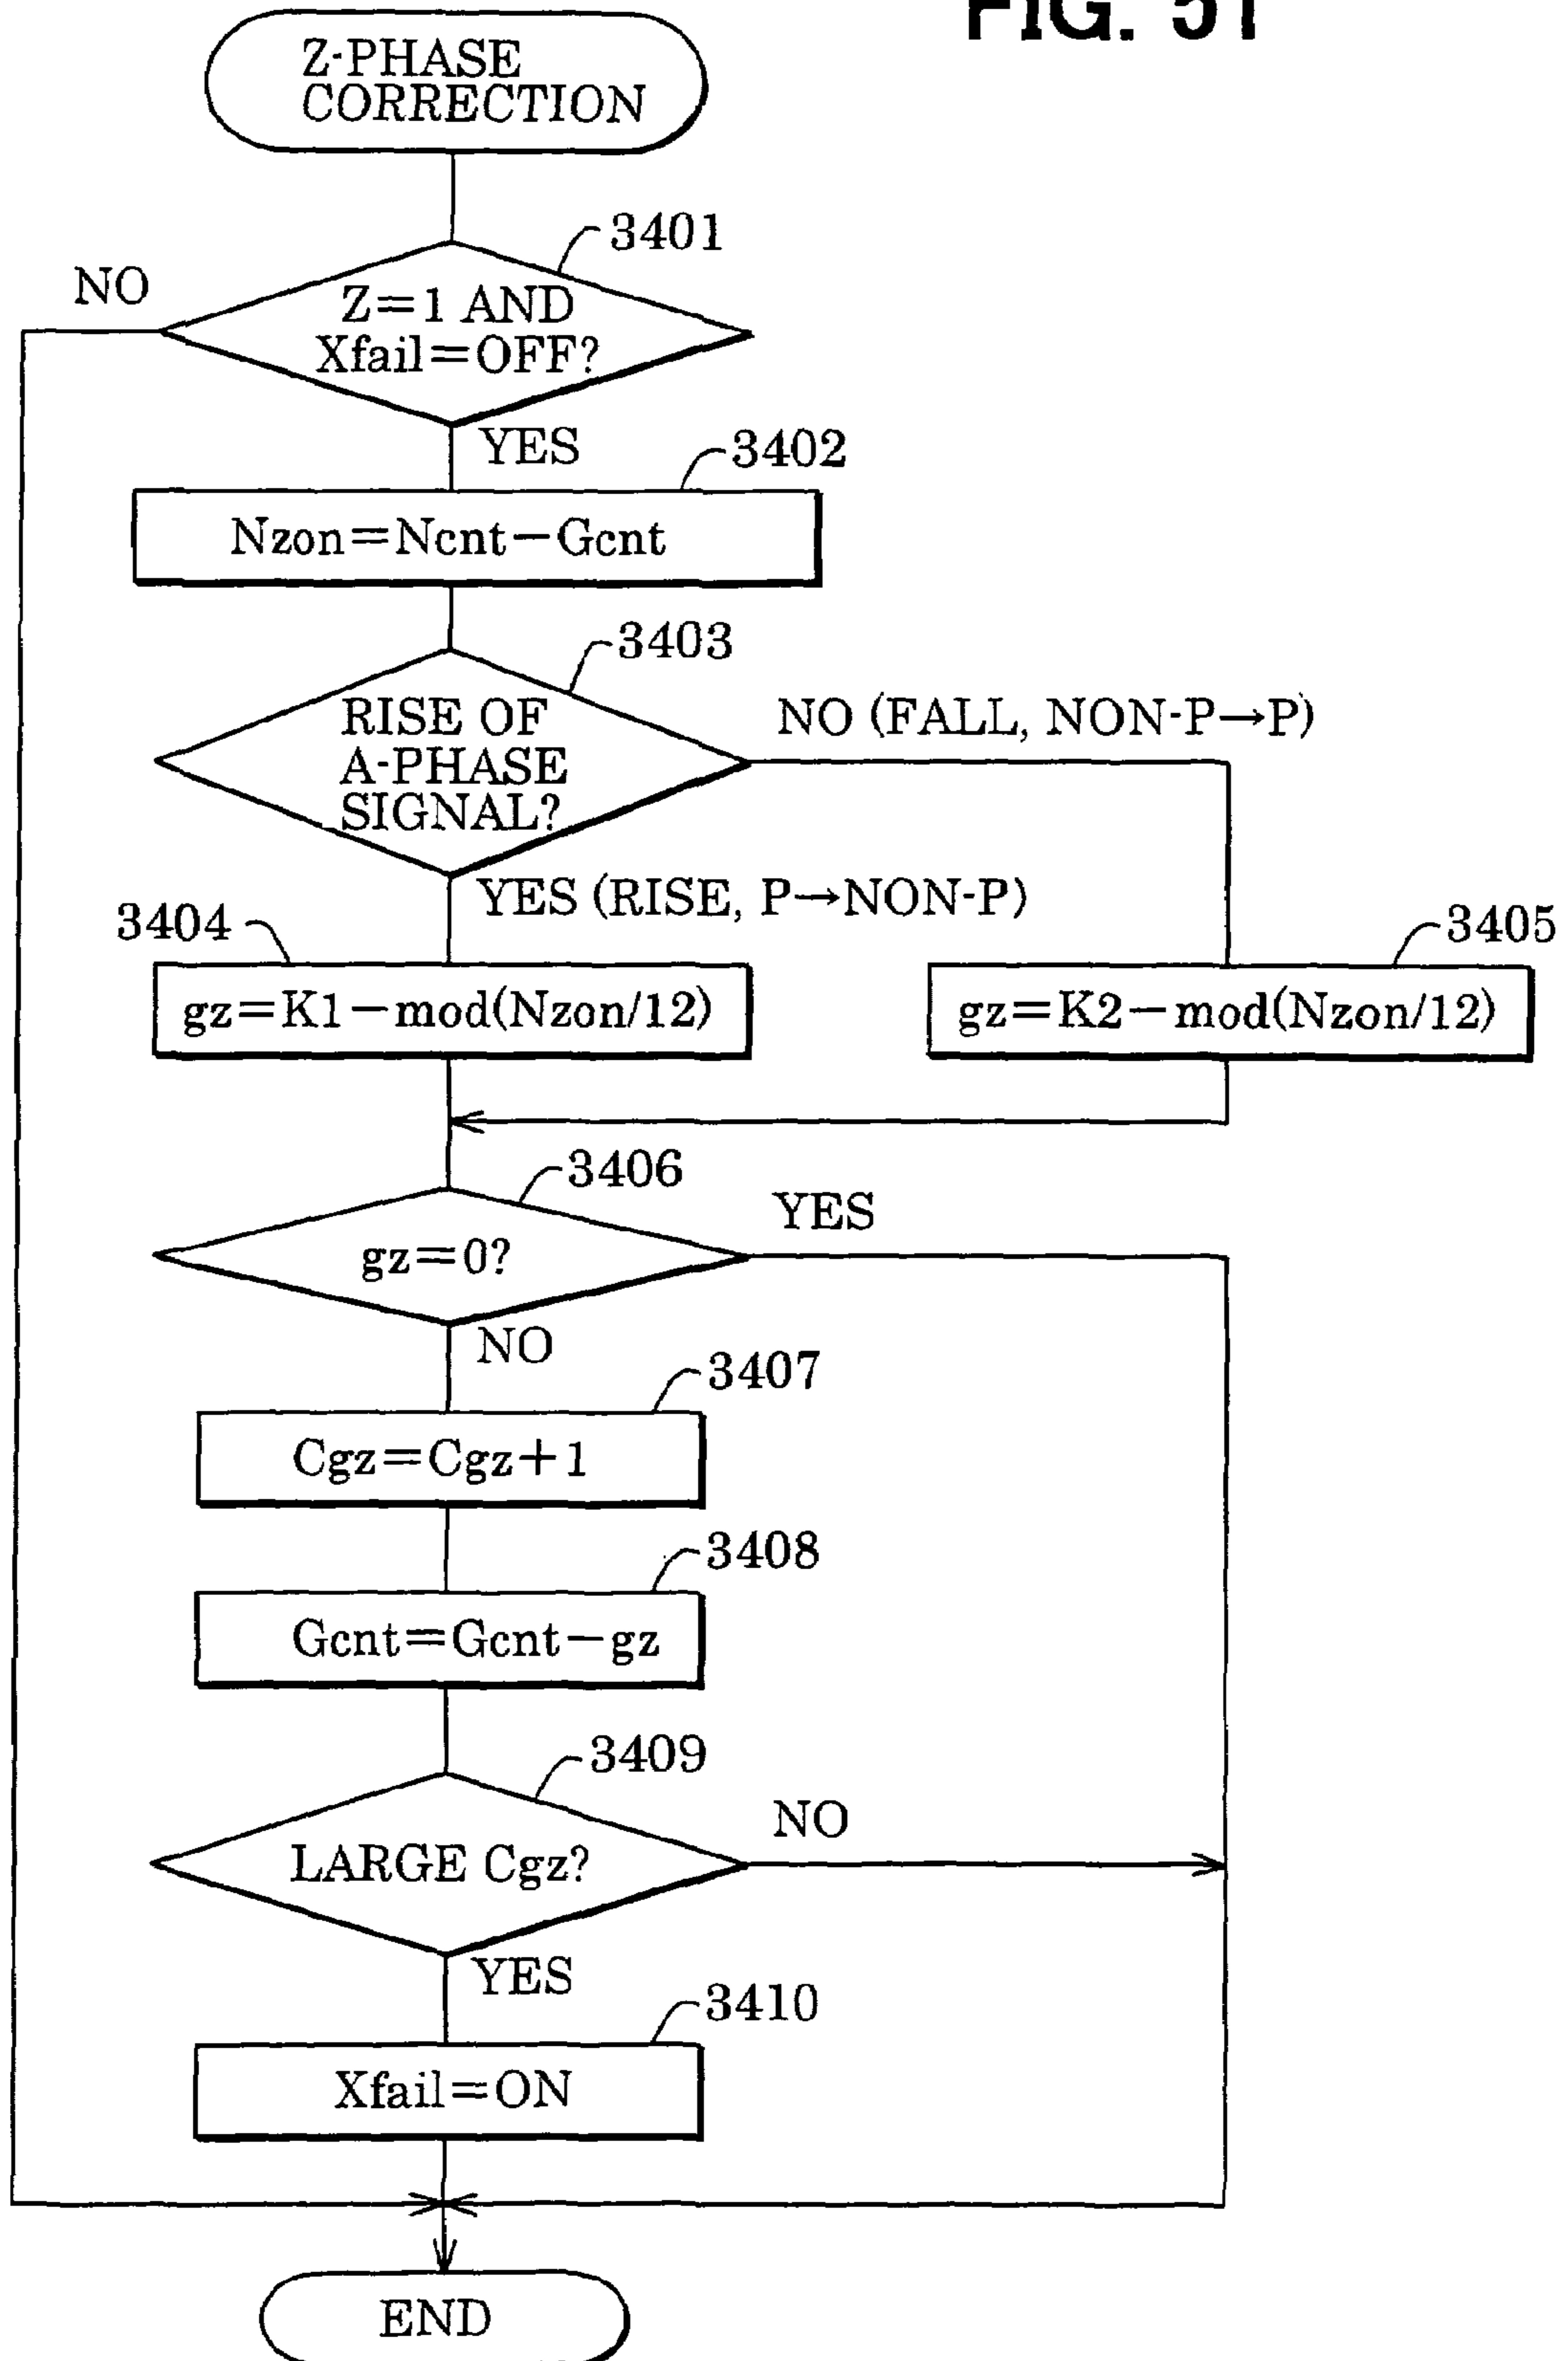 FIG. 51
Z-PHASE
CORRECTION
3401
NO
Z=1 AND
Xfail=OFF?
YES
3402
Nzon=Ncnt-Gcnt
3403
RISE OF
A-PHASE
SIGNAL?
NO (FALL, NON-P→P)
YES (RISE, P→NON-P)
3404
3405
gz=K1-mod(Nzon/12)
gz=K2-mod(Nzon/12)
3406
YES
gz=0?
NO
3407
Cgz=Cgz+1
3408
Gcnt=Gcnt-gz
3409
NO
LARGE Cgz?
YES
3410
Xfail=ON
END